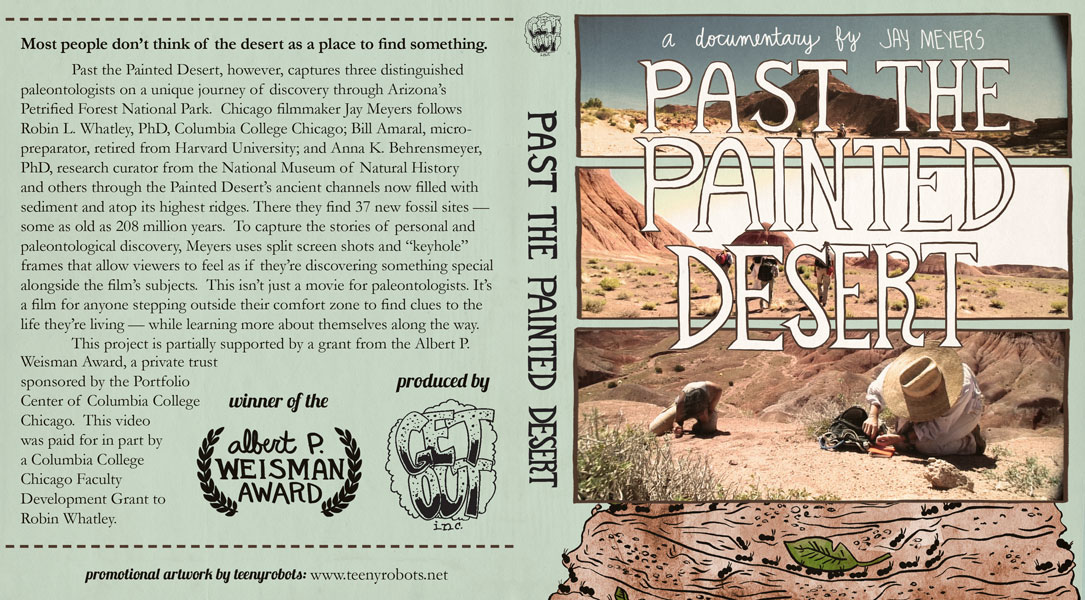 Most people don't think of the desert as a place to find something.
Past the Painted Desert, however, captures three distinguished
paleontologists on a unique journey of discovery through Arizona's
Petrified Forest National Park. Chicago filmmaker Jay Meyers follows
Robin L. Whatley, PhD, Columbia College Chicago; Bill Amaral, micro-
preparator, retired from Harvard University; and Anna K. Behrensmeyer,
PhD, research curator from the National Museum of Natural History
and others through the Painted Desert's ancient channels now filled with
sediment and atop its highest ridges. There they find 37 new fossil sites —
some as old as 208 million years. To capture the stories of personal and
paleontological discovery, Meyers uses split screen shots and “keyhole”
frames that allow viewers to feel as if they're discovering something special
alongside the film's subjects. This isn't just a movie for paleontologists. It's
a film for anyone stepping outside their comfort zone to find clues to the
life they're living — while learning more about themselves along the way.
This project is partially supported by a grant from the Albert P.
Weisman Award, a private trust
sponsored by the Portfolio
Center of Columbia College
Chicago. This video
was paid for in part by
a Columbia College
Chicago Faculty
Development Grant to
Robin Whatley.
winner of the
albert P.
WEISMAN
AWARD
produced by
GET
OUT
inc.
promotional artwork by teenyrobots: www.teenyrobots.net
GET
OUT
inc.
PAST THE PAINTED DESERT
a documentary by JAY MEYERS
PAST THE
PAINTED
DESERT